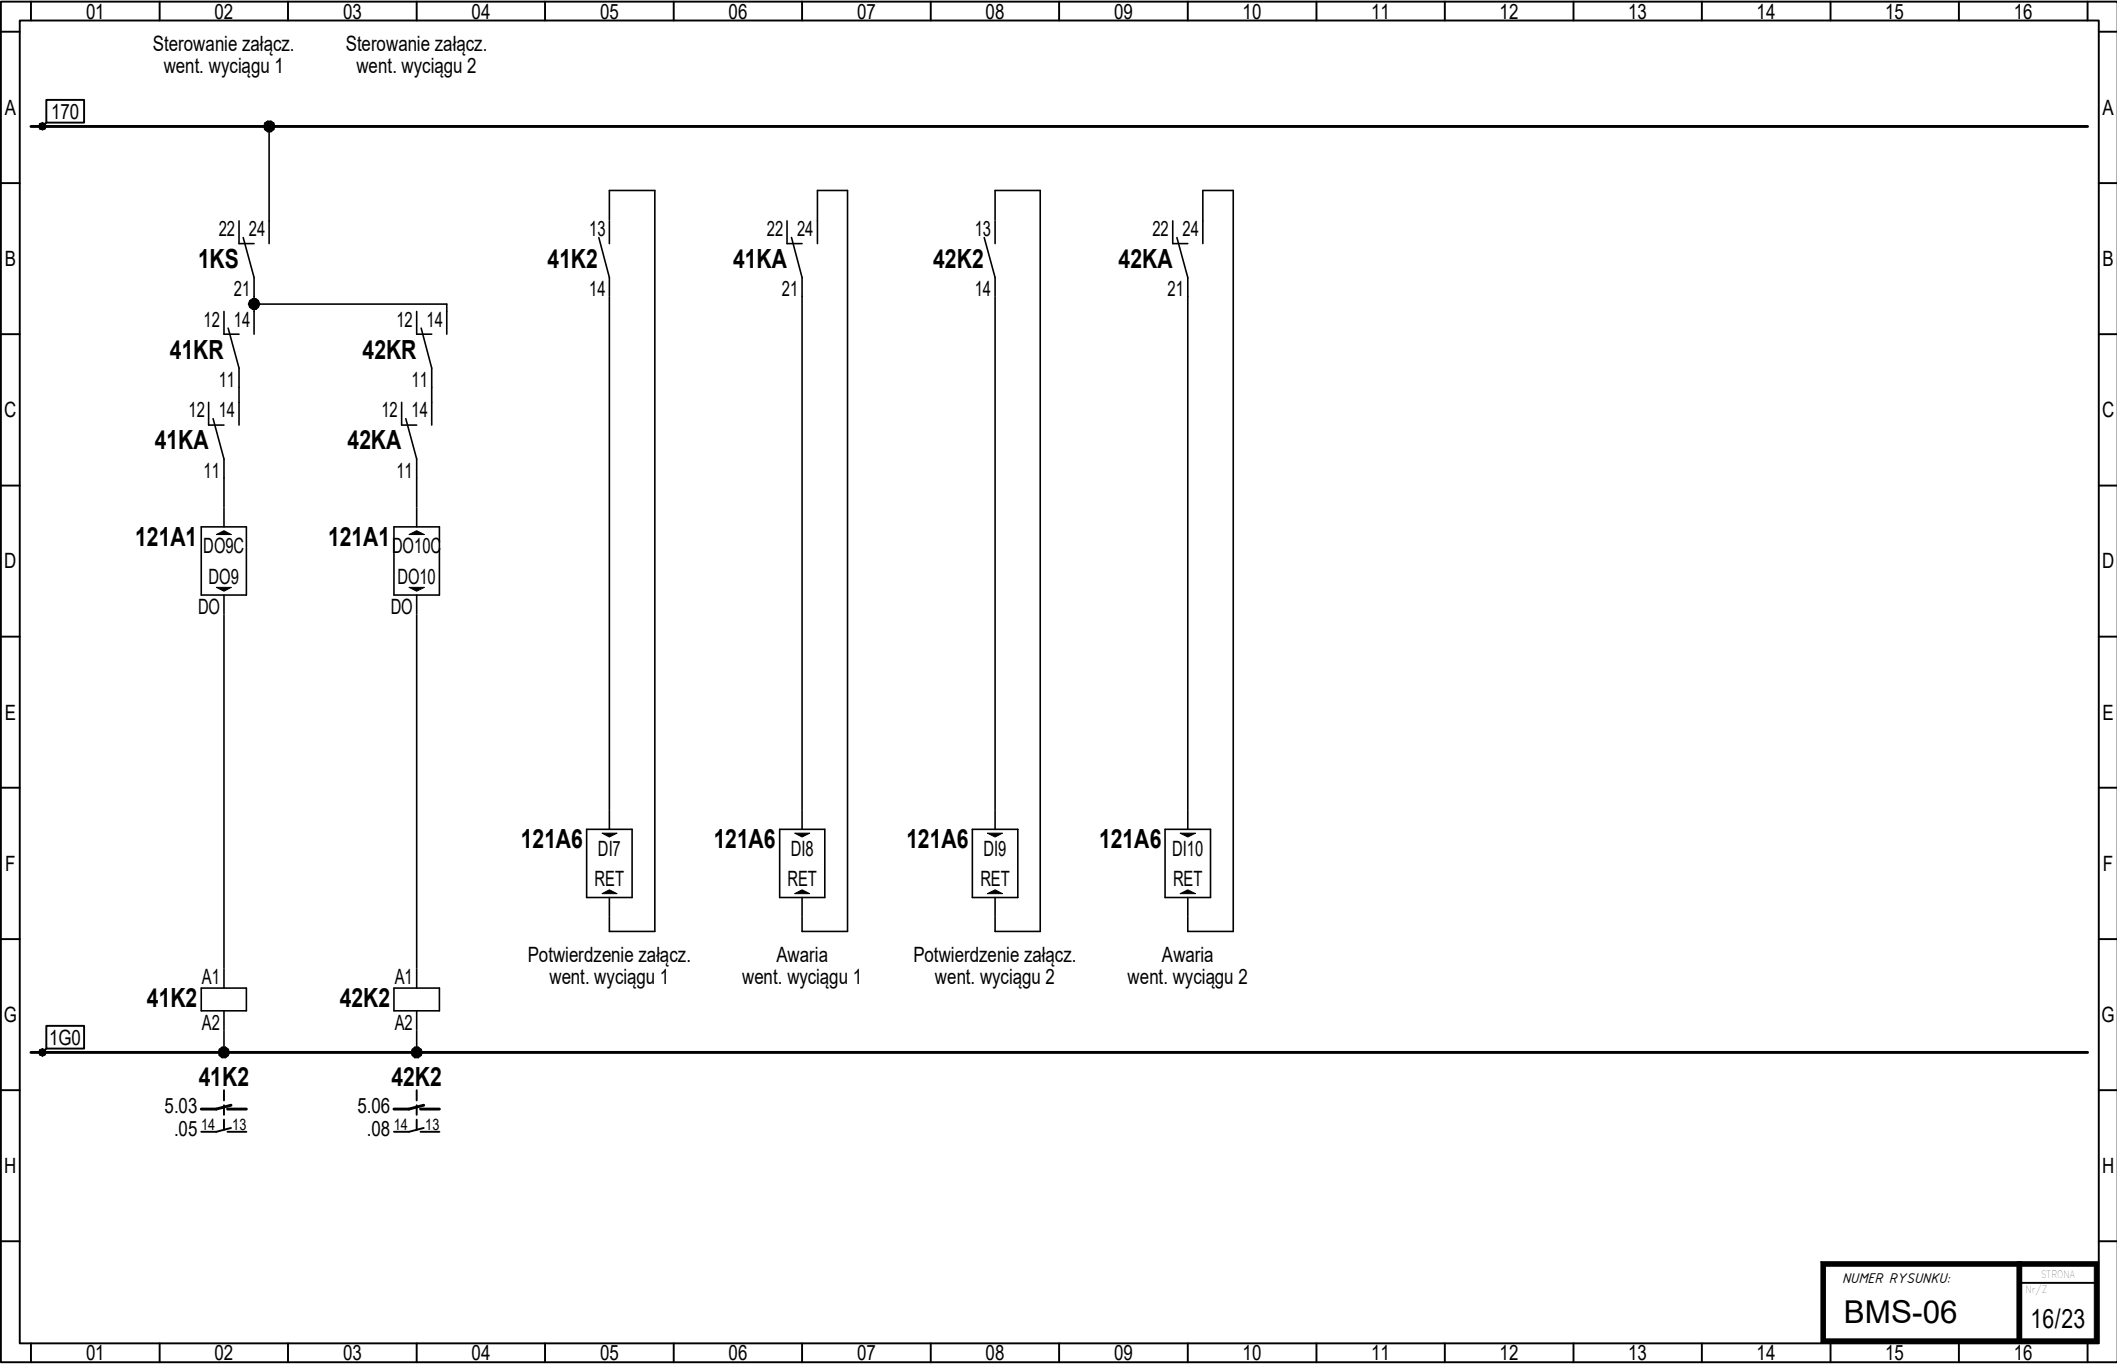 01 02 03 04 05 06 07 08 09 10 11 12 13 14 15 16
Sterowanie załącz. Sterowanie załącz.
went. wyciągu 1 went. wyciągu 2
A 170 A
22 24 13 22 24 13 22 24
B 1KS 41K2 41KA 42K2 42KA B
21 14 21 14 21
12 14 12 14
41KR 42KR
11 11
C 12 14 12 14 C
41KA 42KA
11 11
121A1 DO9C 121A1 DO10C
D DO9 DO10 D
DO DO
E E
121A6 DI7 121A6 DI8 121A6 DI9 121A6 DI10
F RET RET RET RET F
Potwierdzenie załącz. Awaria Potwierdzenie załącz. Awaria
went. wyciągu 1 went. wyciągu 1 went. wyciągu 2 went. wyciągu 2
A1 A1
41K2 42K2
G A2 A2 G
1G0
41K2 42K2
5.03 5.06
.05 14 13 .08 14 13
H H
NUMER RYSUNKU: STRONA
Nr/Z
BMS-06 16/23
01 02 03 04 05 06 07 08 09 10 11 12 13 14 15 16